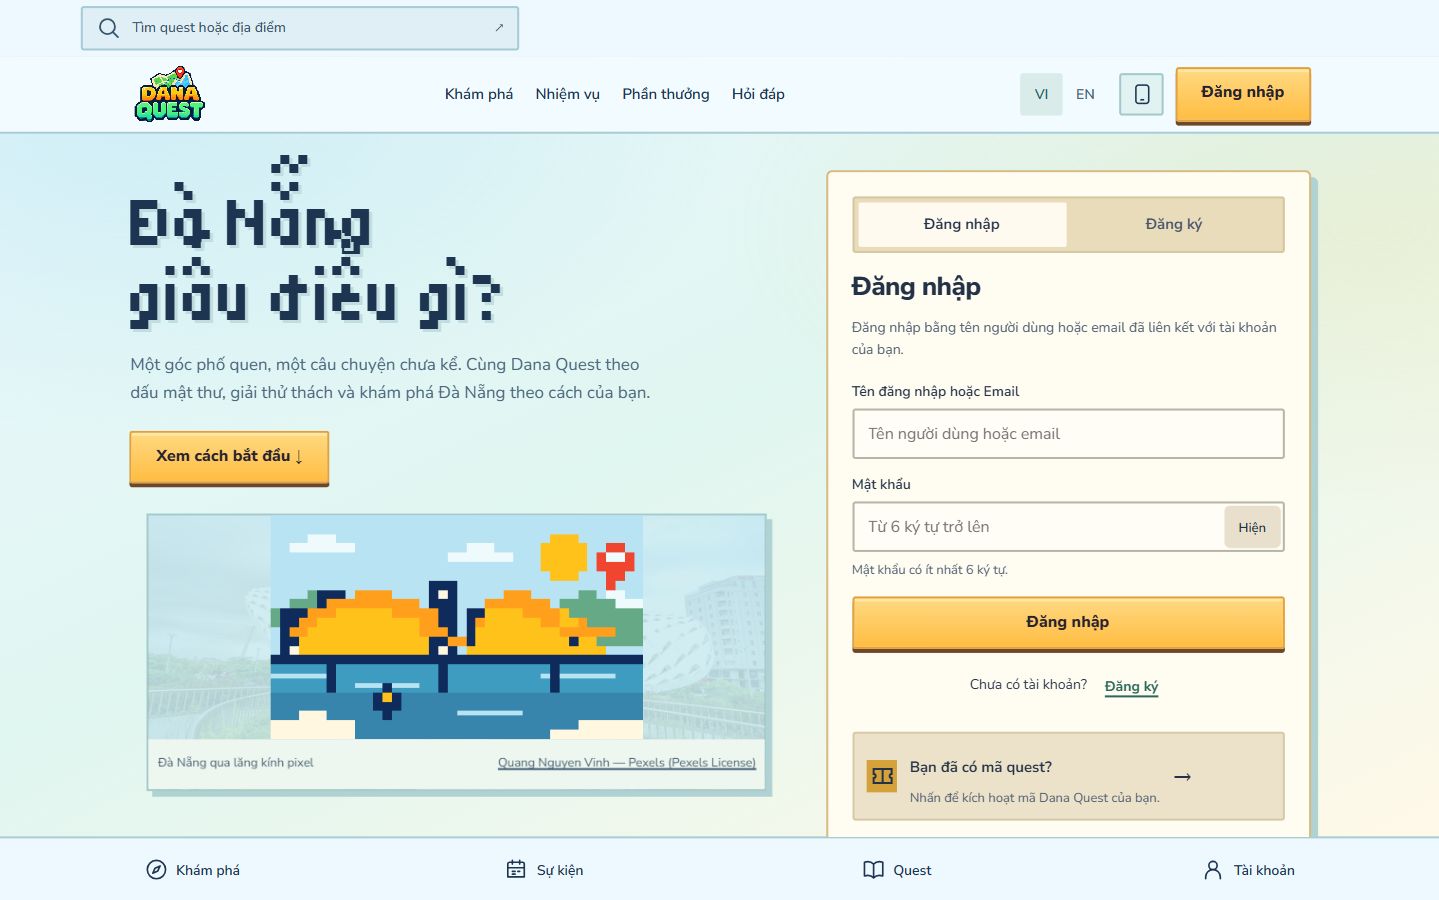 Tìm quest hoặc địa điểm
↗
DANA
QUEST
Khám phá
Nhiệm vụ
Phần thưởng
Hỏi đáp
VI
EN
Đăng nhập
Đà Nẵng
giấu điều gì?
Một góc phố quen, một câu chuyện chưa kể. Cùng Dana Quest theo
dấu mật thư, giải thử thách và khám phá Đà Nẵng theo cách của bạn.
Xem cách bắt đầu ↓
Đà Nẵng qua lăng kính pixel
Quang Nguyen Vinh — Pexels (Pexels License)
Đăng nhập
Đăng ký
Đăng nhập
Đăng nhập bằng tên người dùng hoặc email đã liên kết với tài khoản
của bạn.
Tên đăng nhập hoặc Email
Tên người dùng hoặc email
Mật khẩu
Từ 6 ký tự trở lên
Hiện
Mật khẩu có ít nhất 6 ký tự.
Đăng nhập
Chưa có tài khoản?
Đăng ký
Bạn đã có mã quest?
Nhấn để kích hoạt mã Dana Quest của bạn.
→
Khám phá
Sự kiện
Quest
Tài khoản